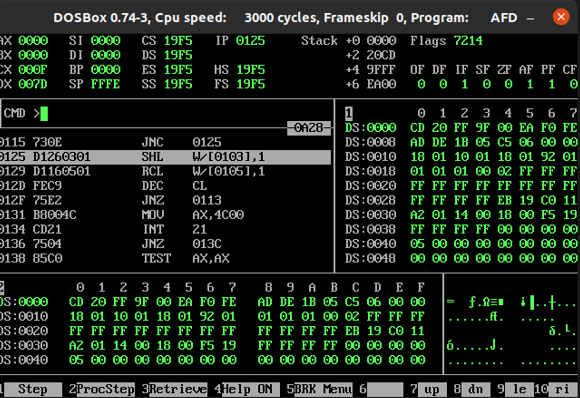 DOSBox 0.74-3, Cpu speed: 3000 cycles, Frameskip 0, Program: AFD
AX 0000 SI 0000 CS 19F5 IP 0125 Stack +0 0000 Flags 7214
BX 0000 DI 0000 DS 19F5 +2 20CD
CX 000F BP 0000 ES 19F5 HS 19F5 +4 9FFF OF DF IF SF ZF AF PF CF
DX 007D SP FFFE SS 19F5 FS 19F5 +6 EA00 0 0 1 0 0 1 1 0
CMD > 1 0 1 2 3 4 5 6 7
0A28 DS:0000 CD 20 FF 9F 00 EA F0 FE
0115 730E JNC 0125 DS:0008 AD DE 1B 05 C5 06 00 00
0125 D1260301 SHL W/[0103],1 DS:0010 18 01 10 01 18 01 92 01
0129 D1160501 RCL W/[0105],1 DS:0018 01 01 01 00 02 FF FF FF
012D FEC9 DEC CL DS:0020 FF FF FF FF FF FF FF FF
012F 75E2 JNZ 0113 DS:0028 FF FF FF FF EB 19 C0 11
0131 B8004C MOV AX,4C00 DS:0030 A2 01 14 00 18 00 F5 19
0134 CD21 INT 21 DS:0038 FF FF FF FF 00 00 00 00
0136 7504 JNZ 013C DS:0040 05 00 00 00 00 00 00 00
0138 85C0 TEST AX,AX DS:0048 00 00 00 00 00 00 00 00
2 0 1 2 3 4 5 6 7 8 9 A B C D E F
DS:0000 CD 20 FF 9F 00 EA F0 FE AD DE 1B 05 C5 06 00 00
DS:0010 18 01 10 01 18 01 92 01 01 01 01 00 02 FF FF FF
DS:0020 FF FF FF FF FF FF FF FF FF FF FF FF EB 19 C0 11
DS:0030 A2 01 14 00 18 00 F5 19 FF FF FF FF 00 00 00 00
DS:0040 05 00 00 00 00 00 00 00 00 00 00 00 00 00 00 00
1 Step 2ProcStep 3Retrieve 4Help ON 5BRK Menu 6 7 up 8 dn 9 le 10 ri